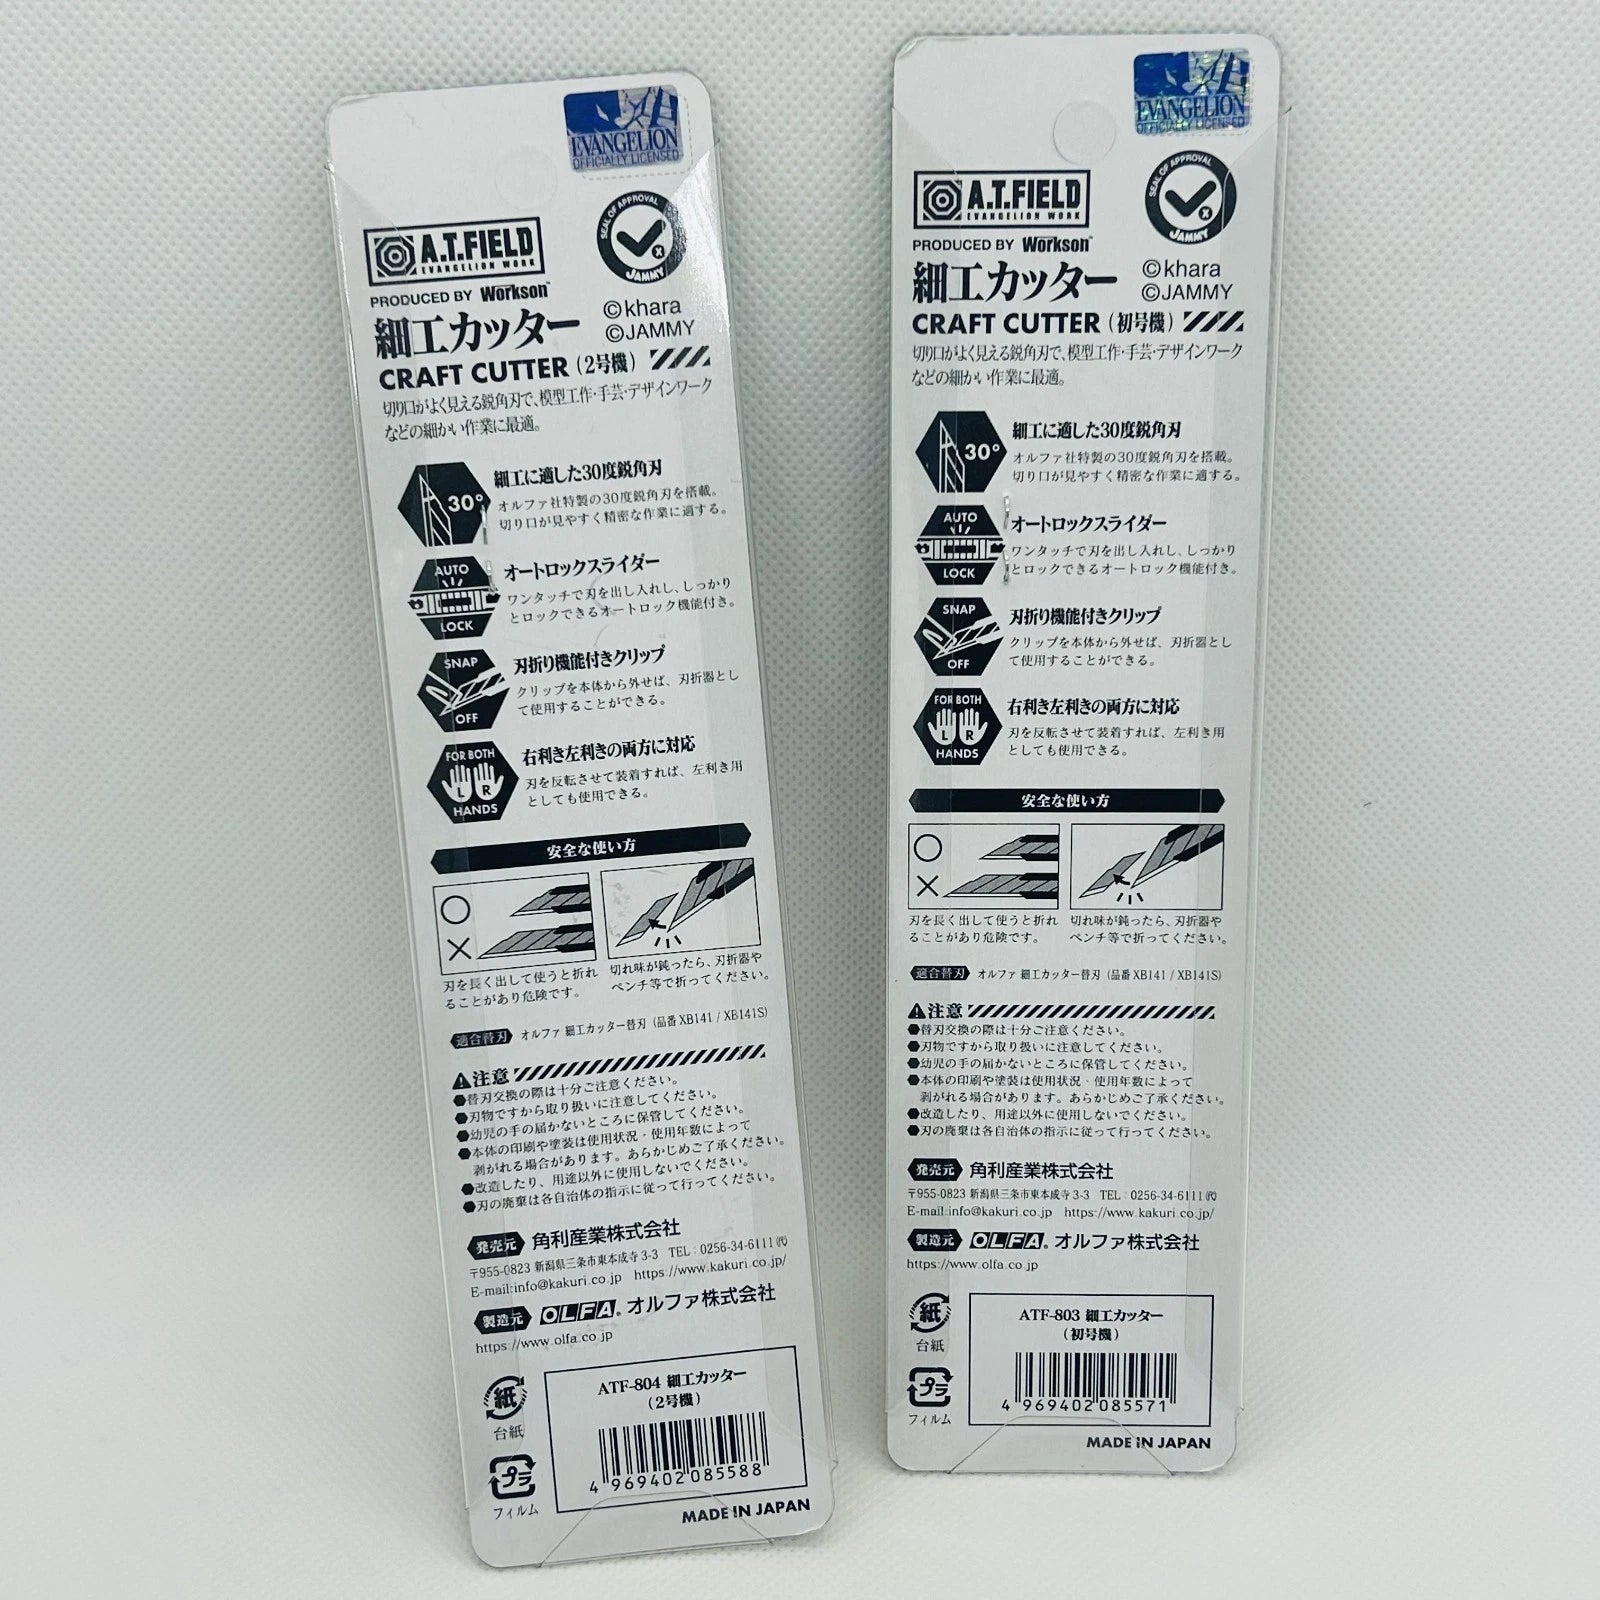 EVANGELION
OFFICIALLY LICENSED
A.T.FIELD
EVANGELION WORK
SEAL OF APPROVAL
JAMMY
PRODUCED BY Workson™
細工カッター
©khara
©JAMMY
CRAFT CUTTER (2号機)
切り口がよく見える鋭角刃で、模型工作・手芸・デザインワーク
などの細かい作業に最適。
30°
細工に適した30度鋭角刃
オルファ社特製の30度鋭角刃を搭載。
切り口が見やすく精密な作業に適する。
AUTO
LOCK
オートロックスライダー
ワンタッチで刃を出し入れし、しっかり
とロックできるオートロック機能付き。
SNAP
OFF
刃折り機能付きクリップ
クリップを本体から外せば、刃折器とし
て使用することができる。
FOR BOTH
L R
HANDS
右利き左利きの両方に対応
刃を反転させて装着すれば、左利き用
としても使用できる。
安全な使い方
刃を長く出して使うと折れ
ることがあり危険です。
切れ味が鈍ったら、刃折器や
ペンチ等で折ってください。
適合替刃 オルファ 細工カッター替刃 (品番XB141 / XB141S)
注意
●替刃交換の際は十分ご注意ください。
●刃物ですから取り扱いに注意してください。
●幼児の手の届かないところに保管してください。
●本体の印刷や塗装は使用状況・使用年数によって
剥がれる場合があります。あらかじめご了承ください。
●改造したり、用途以外に使用しないでください。
●刃の廃棄は各自治体の指示に従って行ってください。
発売元 角利産業株式会社
〒955-0823 新潟県三条市東本成寺3-3 TEL:0256-34-6111㈹
E-mail:info@kakuri.co.jp https://www.kakuri.co.jp/
製造元 OLFA® オルファ株式会社
https://www.olfa.co.jp
紙
台紙
プラ
フィルム
ATF-804 細工カッター
(2号機)
4 969402 085588
MADE IN JAPAN
EVANGELION
OFFICIALLY LICENSED
A.T.FIELD
EVANGELION WORK
SEAL OF APPROVAL
JAMMY
PRODUCED BY Workson™
細工カッター
©khara
©JAMMY
CRAFT CUTTER (初号機)
切り口がよく見える鋭角刃で、模型工作・手芸・デザインワーク
などの細かい作業に最適。
30°
細工に適した30度鋭角刃
オルファ社特製の30度鋭角刃を搭載。
切り口が見やすく精密な作業に適する。
AUTO
LOCK
オートロックスライダー
ワンタッチで刃を出し入れし、しっかり
とロックできるオートロック機能付き。
SNAP
OFF
刃折り機能付きクリップ
クリップを本体から外せば、刃折器とし
て使用することができる。
FOR BOTH
L R
HANDS
右利き左利きの両方に対応
刃を反転させて装着すれば、左利き用
としても使用できる。
安全な使い方
刃を長く出して使うと折れ
ることがあり危険です。
切れ味が鈍ったら、刃折器や
ペンチ等で折ってください。
適合替刃 オルファ 細工カッター替刃 (品番XB141 / XB141S)
注意
●替刃交換の際は十分ご注意ください。
●刃物ですから取り扱いに注意してください。
●幼児の手の届かないところに保管してください。
●本体の印刷や塗装は使用状況・使用年数によって
剥がれる場合があります。あらかじめご了承ください。
●改造したり、用途以外に使用しないでください。
●刃の廃棄は各自治体の指示に従って行ってください。
発売元 角利産業株式会社
〒955-0823 新潟県三条市東本成寺3-3 TEL:0256-34-6111㈹
E-mail:info@kakuri.co.jp https://www.kakuri.co.jp/
製造元 OLFA® オルファ株式会社
https://www.olfa.co.jp
紙
台紙
プラ
フィルム
ATF-803 細工カッター
(初号機)
4 969402 085571
MADE IN JAPAN